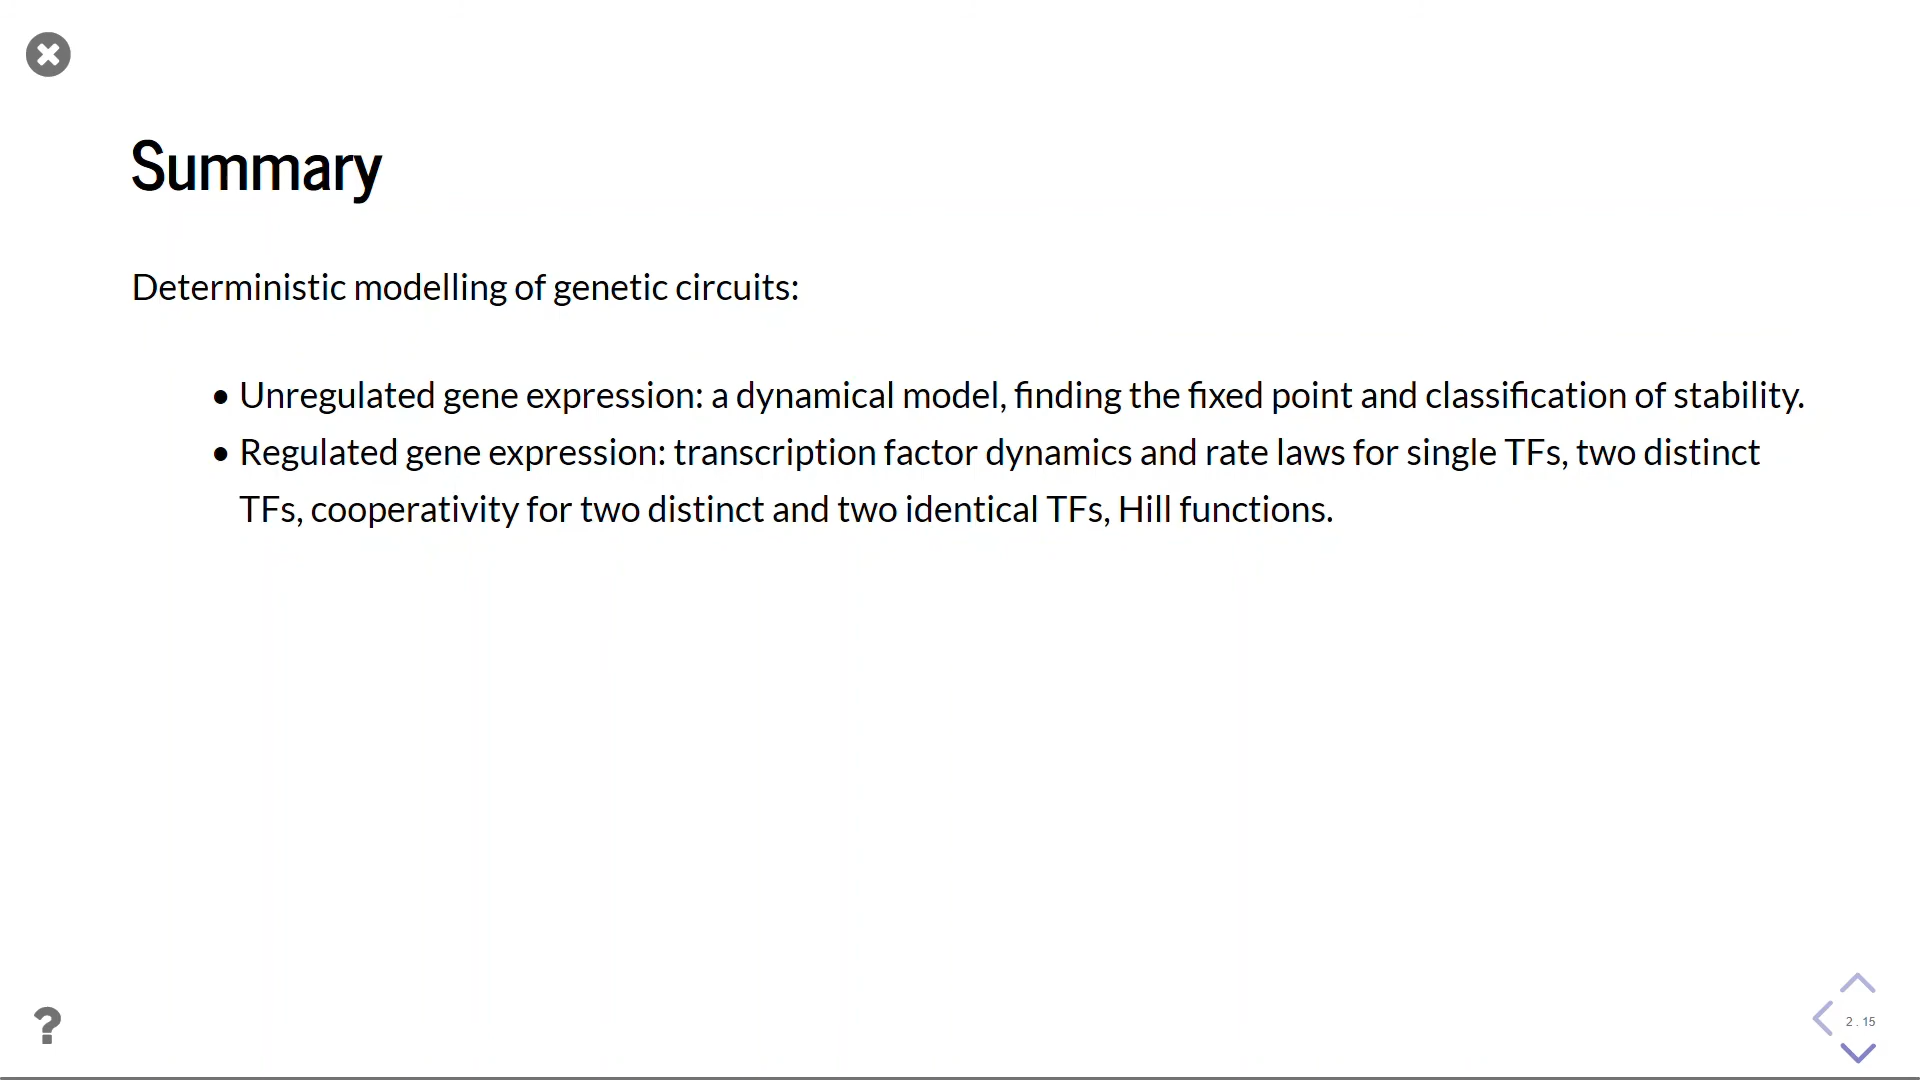 Summary
Deterministic modelling of genetic circuits:
• Unregulated gene expression: a dynamical model, finding the fixed point and classification of stability.
• Regulated gene expression: transcription factor dynamics and rate laws for single TFs, two distinct
TFs, cooperativity for two distinct and two identical TFs, Hill functions.
?
2 . 15